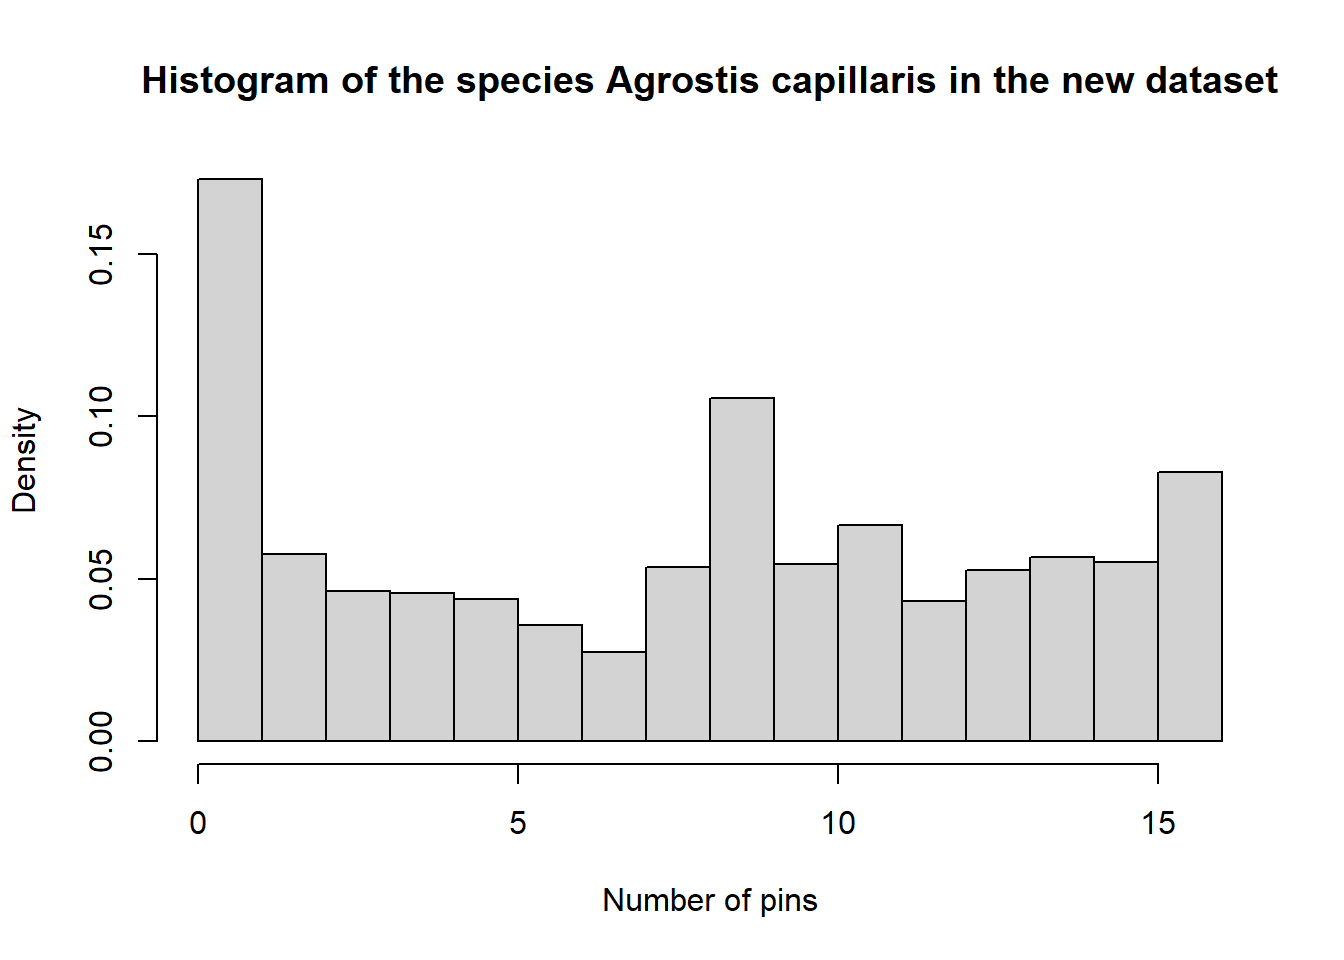 Histogram of the species Agrostis capillaris in the new dataset
Density
0.15
0.10
0.05
0.00
0 5 10 15
Number of pins